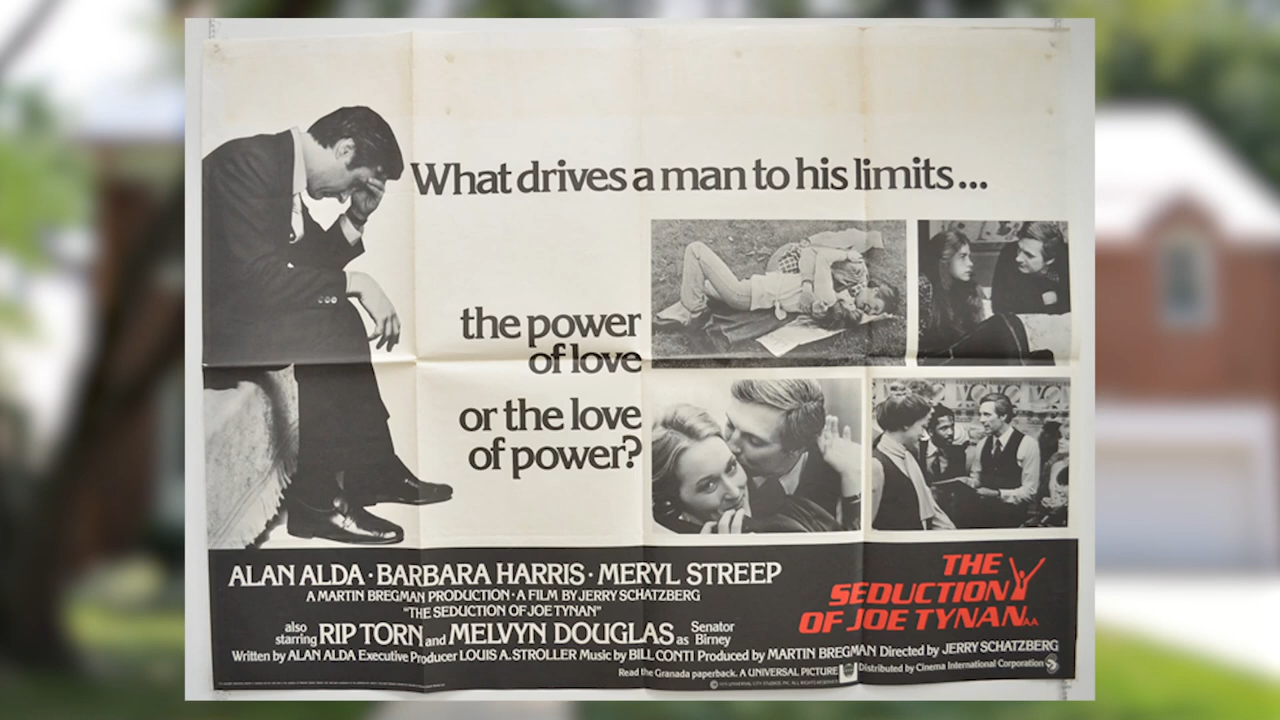 What drives a man to his limits...
the power
of love
or the love
of power?
ALAN ALDA · BARBARA HARRIS · MERYL STREEP
A MARTIN BREGMAN PRODUCTION · A FILM BY JERRY SCHATZBERG
"THE SEDUCTION OF JOE TYNAN"
also starring RIP TORN and MELVYN DOUGLAS as Senator Birney
Written by ALAN ALDA Executive Producer LOUIS A. STROLLER Music by BILL CONTI Produced by MARTIN BREGMAN Directed by JERRY SCHATZBERG
Read the Granada paperback. A UNIVERSAL PICTURE Distributed by Cinema International Corporation
THE
SEDUCTION
OF JOE TYNAN AA